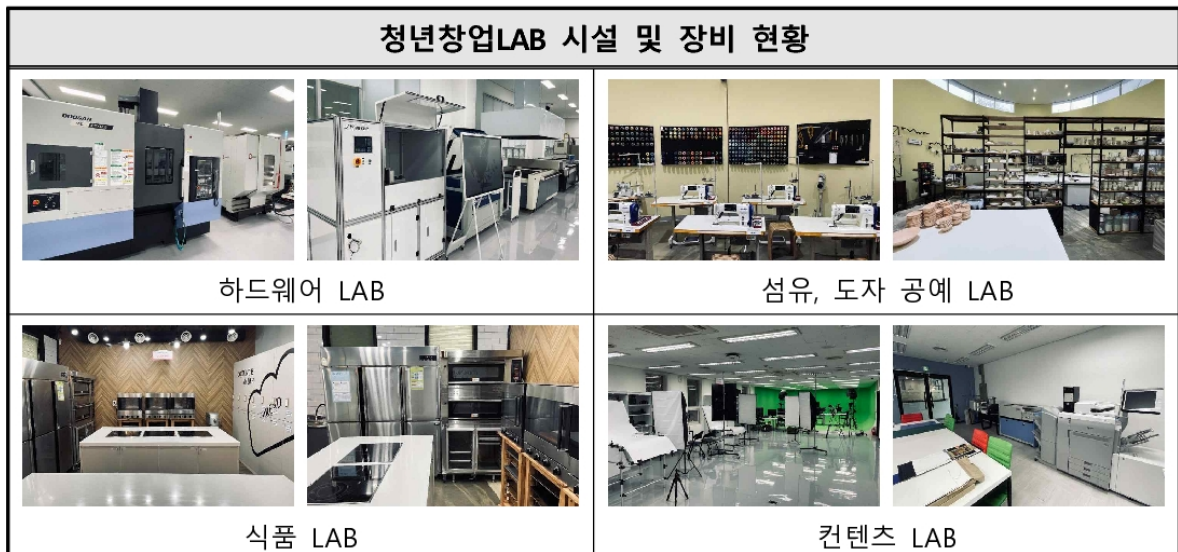 청년창업LAB 시설 및 장비 현황
DOOSAN
하드웨어 LAB
섬유, 도자 공예 LAB
식품 LAB
컨텐츠 LAB